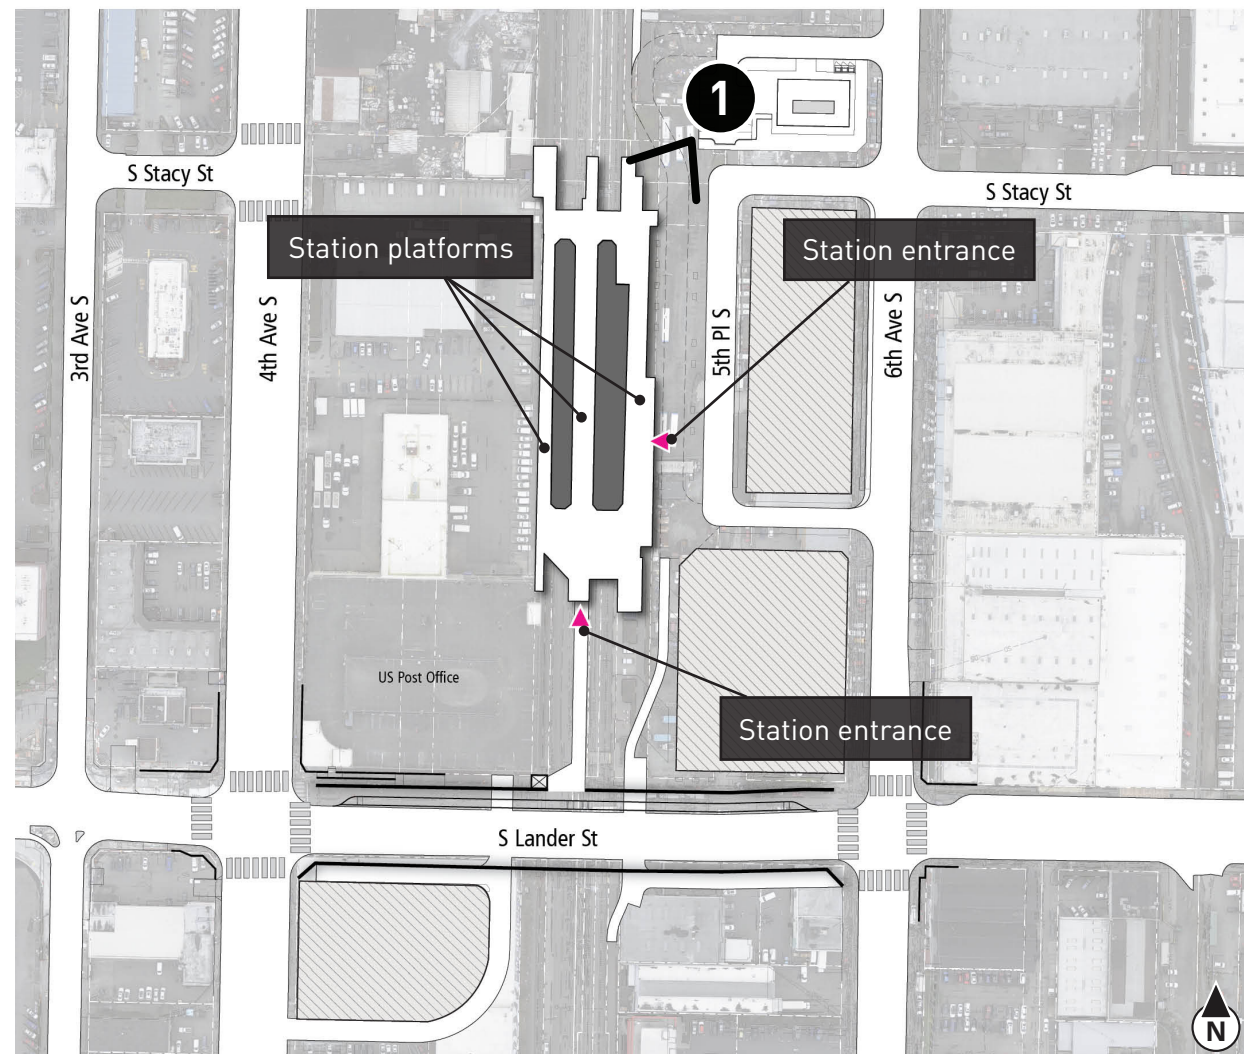 1
S Stacy St
S Stacy St
Station platforms
Station entrance
3rd Ave S
4th Ave S
5th Pl S
6th Ave S
US Post Office
Station entrance
S Lander St
N